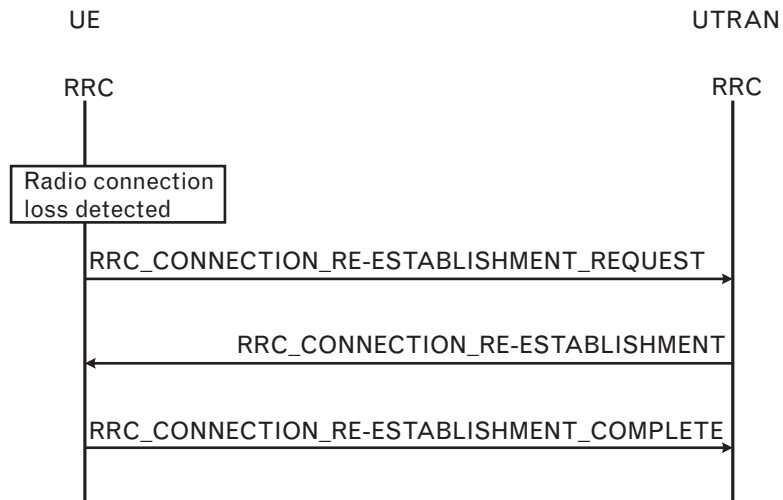 UE
UTRAN
RRC
RRC
Radio connection
loss detected
RRC_CONNECTION_RE-ESTABLISHMENT_REQUEST
RRC_CONNECTION_RE-ESTABLISHMENT
RRC_CONNECTION_RE-ESTABLISHMENT_COMPLETE